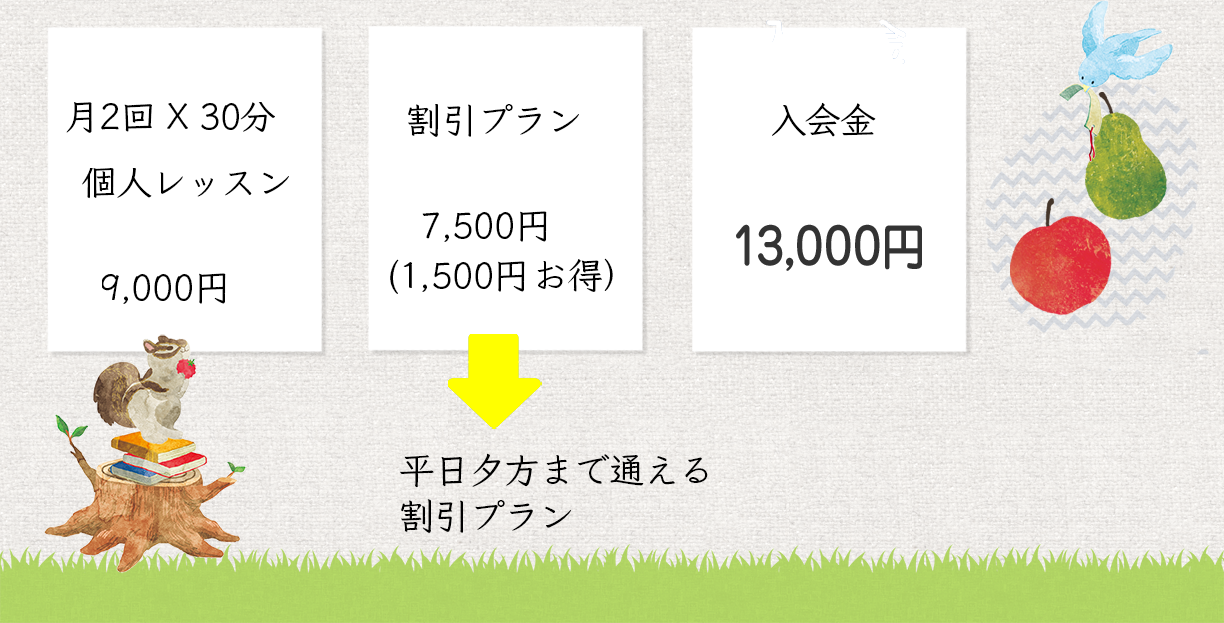 月2回 X 30分
個人レッスン
9,000円
割引プラン
7,500円
(1,500円お得)
入会金
13,000円
平日夕方まで通える
割引プラン